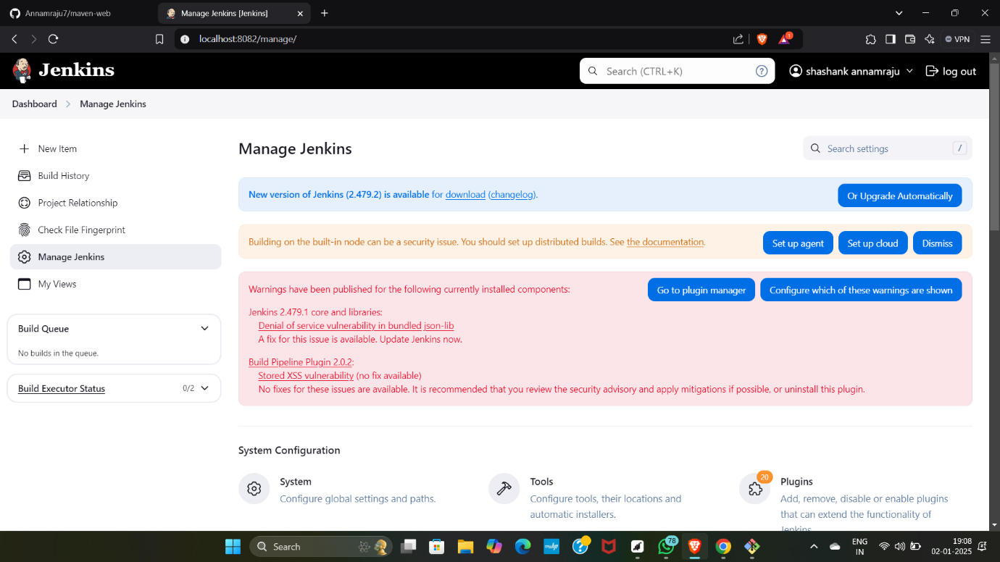 Annamraju7/maven-web
Manage Jenkins [Jenkins]
localhost:8082/manage/
1
VPN
Jenkins
Search (CTRL+K)
?
shashank annamraju
log out
Dashboard
Manage Jenkins
New Item
Build History
Project Relationship
Check File Fingerprint
Manage Jenkins
My Views
Build Queue
No builds in the queue.
Build Executor Status
0/2
Manage Jenkins
Search settings
/
New version of Jenkins (2.479.2) is available for download (changelog).
Or Upgrade Automatically
Building on the built-in node can be a security issue. You should set up distributed builds. See the documentation.
Set up agent
Set up cloud
Dismiss
Warnings have been published for the following currently installed components:
Go to plugin manager
Configure which of these warnings are shown
Jenkins 2.479.1 core and libraries:
Denial of service vulnerability in bundled json-lib
A fix for this issue is available. Update Jenkins now.
Build Pipeline Plugin 2.0.2:
Stored XSS vulnerability (no fix available)
No fixes for these issues are available. It is recommended that you review the security advisory and apply mitigations if possible, or uninstall this plugin.
System Configuration
System
Configure global settings and paths.
Tools
Configure tools, their locations and
automatic installers.
20
Plugins
Add, remove, disable or enable plugins
that can extend the functionality of
Jenkins.
Search
myhp
78
ENG
IN
19:08
02-01-2025